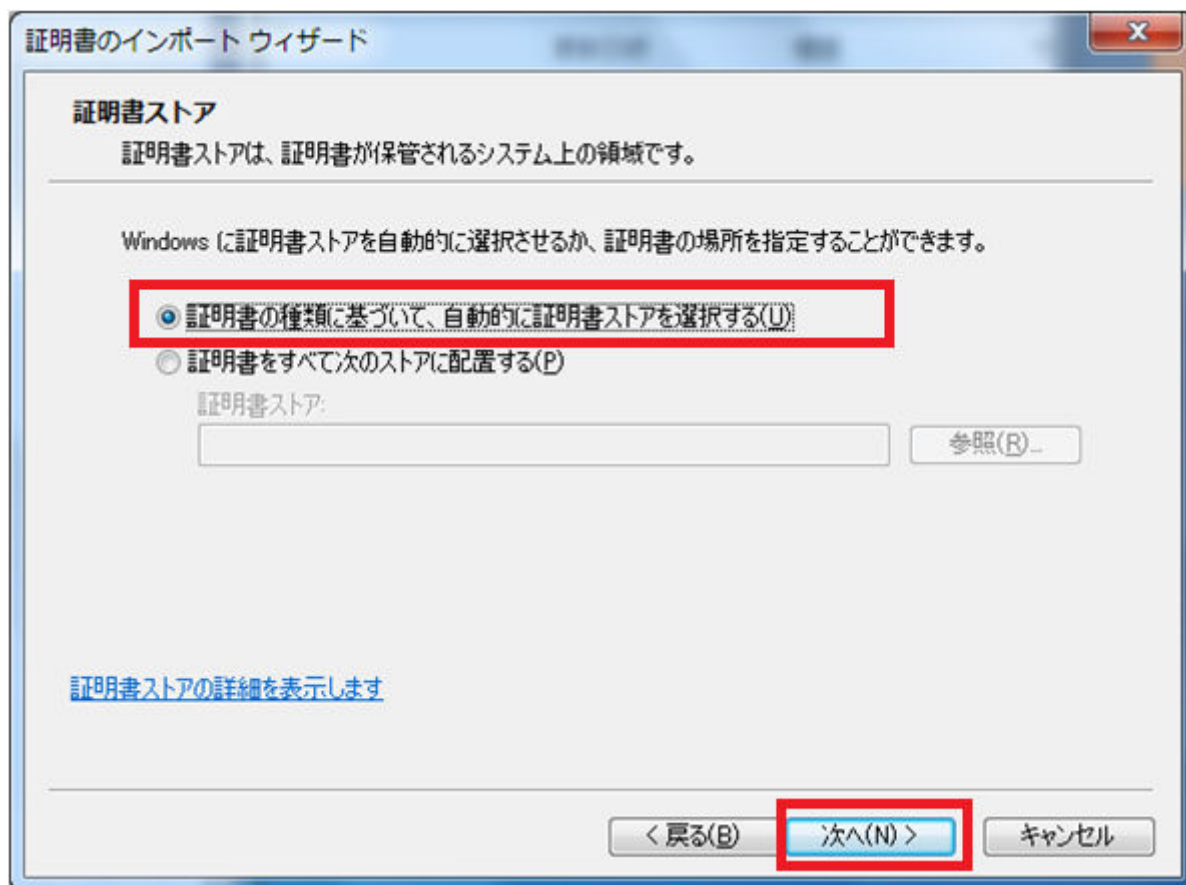 証明書のインポート ウィザード
証明書ストア
証明書ストアは、証明書が保管されるシステム上の領域です。
Windows に証明書ストアを自動的に選択させるか、証明書の場所を指定することができます。
証明書の種類に基づいて、自動的に証明書ストアを選択する(U)
証明書をすべて次のストアに配置する(P)
証明書ストア:
参照(R)...
証明書ストアの詳細を表示します
< 戻る(B)
次へ(N) >
キャンセル